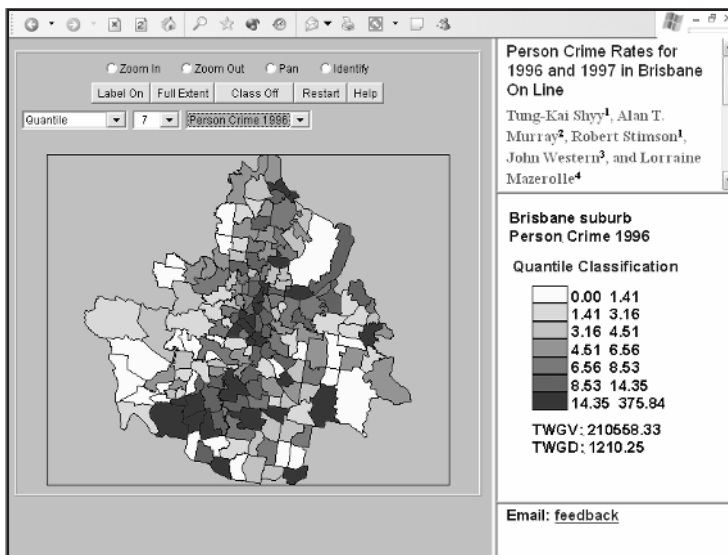 Zoom In Zoom Out Pan Identify
Label On Full Extent Class Off Restart Help
Quantile 7 Person Crime 1996
Person Crime Rates for
1996 and 1997 in Brisbane
On Line
Tung-Kai Shyy1, Alan T.
Murray2, Robert Stimson1,
John Western3, and Lorraine
Mazerolle4
Brisbane suburb
Person Crime 1996
Quantile Classification
0.00 1.41
1.41 3.16
3.16 4.51
4.51 6.56
6.56 8.53
8.53 14.35
14.35 375.84
TWGV: 210558.33
TWGD: 1210.25
Email: feedback